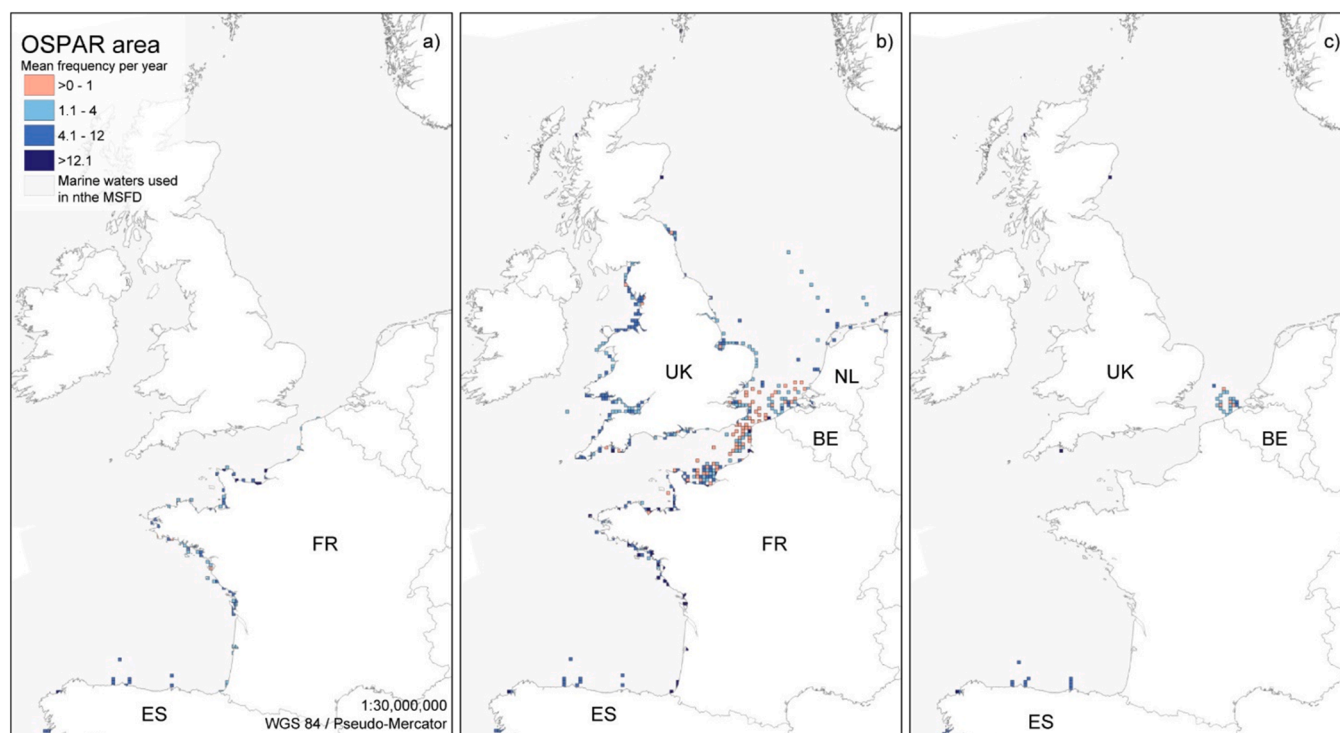 OSPAR area
Mean frequency per year
>0 - 1
1.1 - 4
4.1 - 12
>12.1
Marine waters used
in nthe MSFD
a)
FR
ES
1:30,000,000
WGS 84 / Pseudo-Mercator
b)
UK
NL
BE
FR
ES
c)
UK
BE
ES